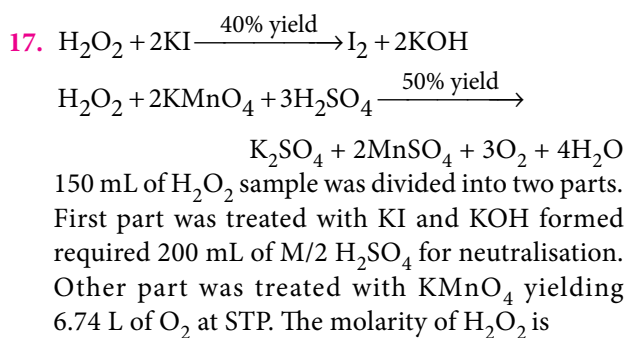 17. H₂O₂ + 2KI —40% yield→ I₂ + 2KOH
H₂O₂ + 2KMnO₄ + 3H₂SO₄ —50% yield→
K₂SO₄ + 2MnSO₄ + 3O₂ + 4H₂O
150 mL of H₂O₂ sample was divided into two parts.
First part was treated with KI and KOH formed
required 200 mL of M/2 H₂SO₄ for neutralisation.
Other part was treated with KMnO₄ yielding
6.74 L of O₂ at STP. The molarity of H₂O₂ is